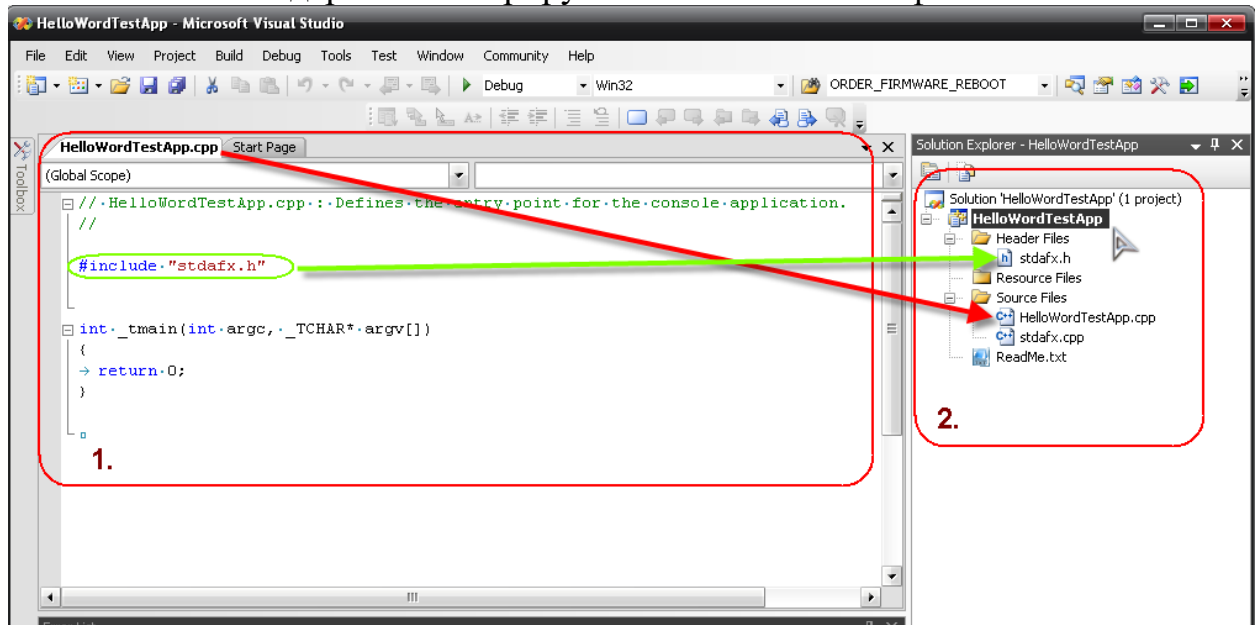 HelloWordTestApp - Microsoft Visual Studio
File Edit View Project Build Debug Tools Test Window Community Help
Debug Win32 ORDER_FIRMWARE_REBOOT
Toolbox
HelloWordTestApp.cpp Start Page
(Global Scope)
//·HelloWordTestApp.cpp·:·Defines·the·entry·point·for·the·console·application.
//
#include·"stdafx.h"
int·_tmain(int·argc,·_TCHAR*·argv[])
{
→ return·0;
}
1.
Solution Explorer - HelloWordTestApp
Solution 'HelloWordTestApp' (1 project)
HelloWordTestApp
Header Files
stdafx.h
Resource Files
Source Files
HelloWordTestApp.cpp
stdafx.cpp
ReadMe.txt
2.